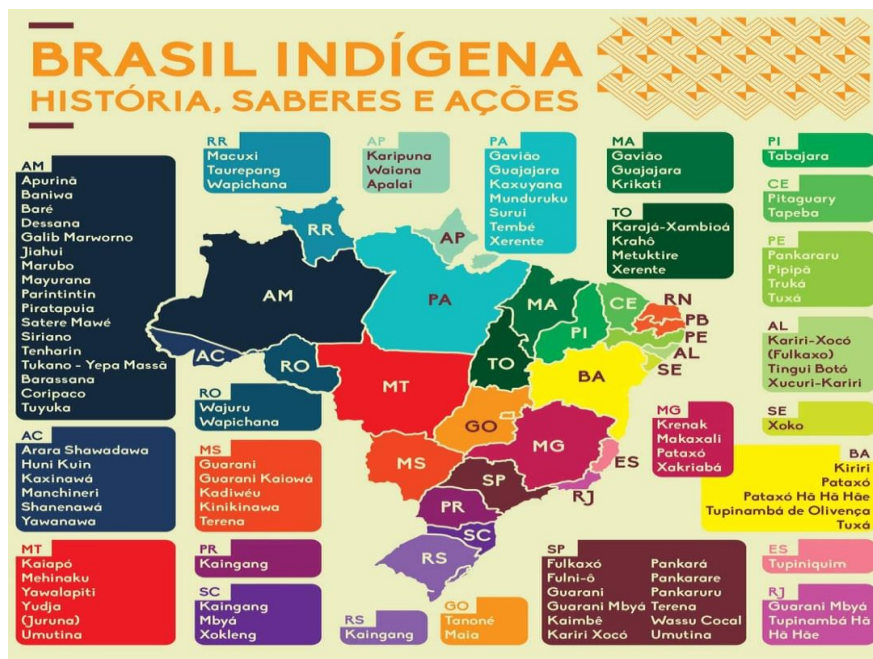 BRASIL INDÍGENA
HISTÓRIA, SABERES E AÇÕES
AM
Apurinã
Baniwa
Baré
Dessana
Galib Marworno
Jiahui
Marubo
Mayurana
Parintintin
Piratapuia
Satere Mawé
Siriano
Tenharin
Tukano - Yepa Massã
Barassana
Coripaco
Tuyuka
RR
Macuxi
Taurepang
Wapichana
AP
Karipuna
Waiana
Apalai
PA
Gavião
Guajajara
Kaxuyana
Munduruku
Surui
Tembé
Xerente
MA
Gavião
Guajajara
Krikati
PI
Tabajara
CE
Pitaguary
Tapeba
TO
Karajá-Xambioá
Krahô
Metuktire
Xerente
PE
Pankararu
Pipipã
Truká
Tuxá
AL
Kariri-Xocó
(Fulkaxo)
Tingui Botó
Xucuri-Kariri
SE
Xoko
RR
AP
AM
PA
MA
CE
RN
PB
PE
AL
SE
PI
AC
RO
TO
BA
MT
GO
MG
ES
MS
SP
RJ
PR
SC
RS
RO
Wajuru
Wapichana
MG
Krenak
Makaxali
Pataxó
Xakriabá
AC
Arara Shawadawa
Huni Kuin
Kaxinawá
Manchineri
Shanenawá
Yawanawa
MS
Guarani
Guarani Kaiowá
Kadiwéu
Kinikinawa
Terena
BA
Kiriri
Pataxó
Pataxó Hã Hã Hãe
Tupinambá de Olivença
Tuxá
MT
Kaiapó
Mehinaku
Yawalapiti
Yudja
(Juruna)
Umutina
PR
Kaingang
SC
Kaingang
Mbyá
Xokleng
RS
Kaingang
GO
Tanoné
Maia
SP
Fulkaxó
Fulni-ô
Guarani
Guarani Mbyá
Kaimbê
Kariri Xocó
Pankará
Pankarare
Pankaruru
Terena
Wassu Cocal
Umutina
ES
Tupiniquim
RJ
Guarani Mbyá
Tupinambá Hã
Hã Hãe